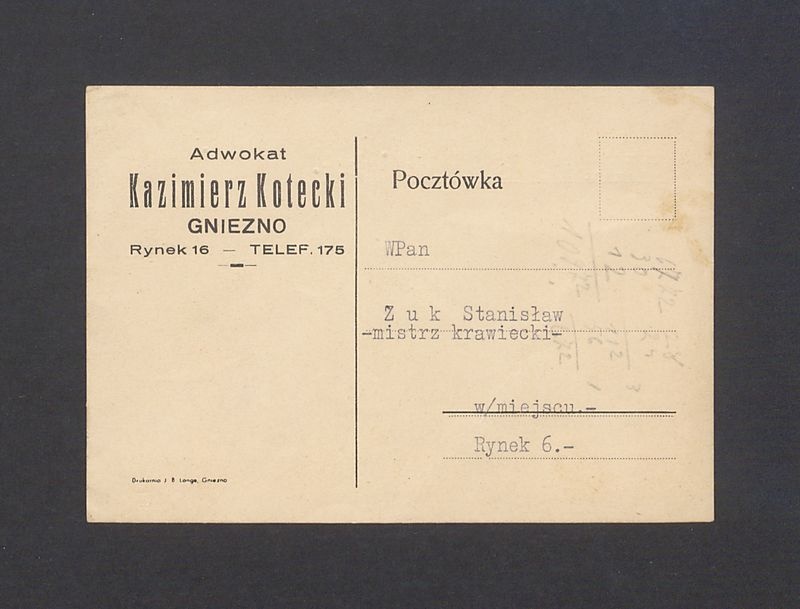 Adwokat
Kazimierz Kotecki
GNIEZNO
Rynek 16 — TELEF. 175
Drukarnia J. B. Lange, Gniezno
Pocztówka
WPan
Z u k Stanisław
-mistrz krawiecki-
w/miejscu.-
Rynek 6.-